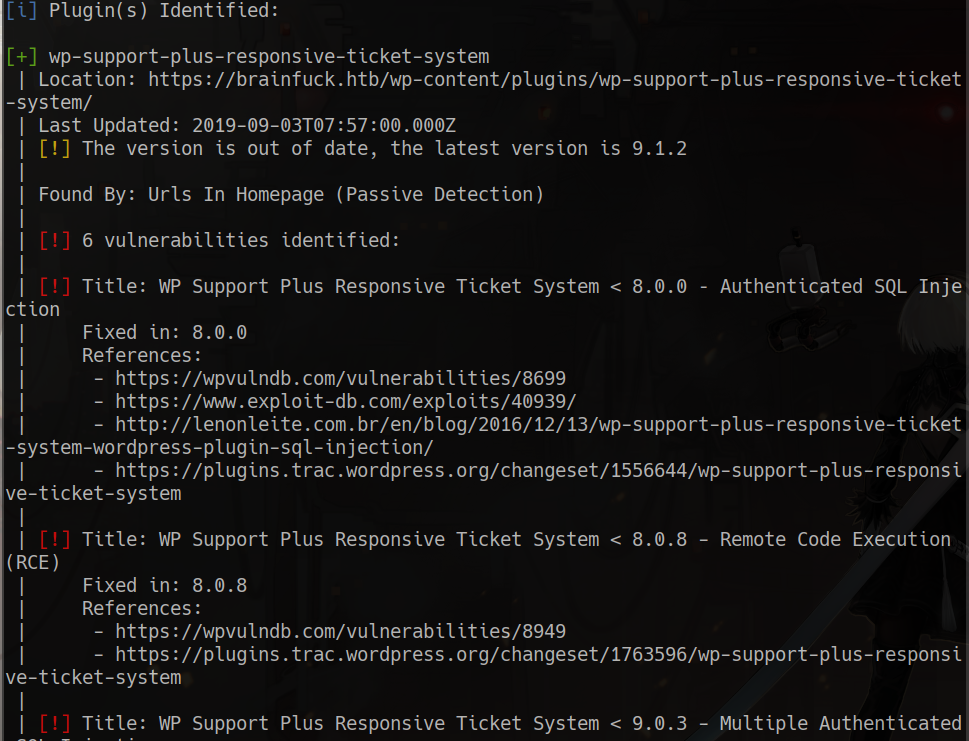 [i] Plugin(s) Identified:
[+] wp-support-plus-responsive-ticket-system
| Location: https://brainfuck.htb/wp-content/plugins/wp-support-plus-responsive-ticket
-system/
| Last Updated: 2019-09-03T07:57:00.000Z
| [!] The version is out of date, the latest version is 9.1.2
|
| Found By: Urls In Homepage (Passive Detection)
|
| [!] 6 vulnerabilities identified:
|
| [!] Title: WP Support Plus Responsive Ticket System < 8.0.0 - Authenticated SQL Inje
ction
|     Fixed in: 8.0.0
|     References:
|      - https://wpvulndb.com/vulnerabilities/8699
|      - https://www.exploit-db.com/exploits/40939/
|      - http://lenonleite.com.br/en/blog/2016/12/13/wp-support-plus-responsive-ticket
-system-wordpress-plugin-sql-injection/
|      - https://plugins.trac.wordpress.org/changeset/1556644/wp-support-plus-responsi
ve-ticket-system
|
| [!] Title: WP Support Plus Responsive Ticket System < 8.0.8 - Remote Code Execution
(RCE)
|     Fixed in: 8.0.8
|     References:
|      - https://wpvulndb.com/vulnerabilities/8949
|      - https://plugins.trac.wordpress.org/changeset/1763596/wp-support-plus-responsi
ve-ticket-system
|
| [!] Title: WP Support Plus Responsive Ticket System < 9.0.3 - Multiple Authenticated